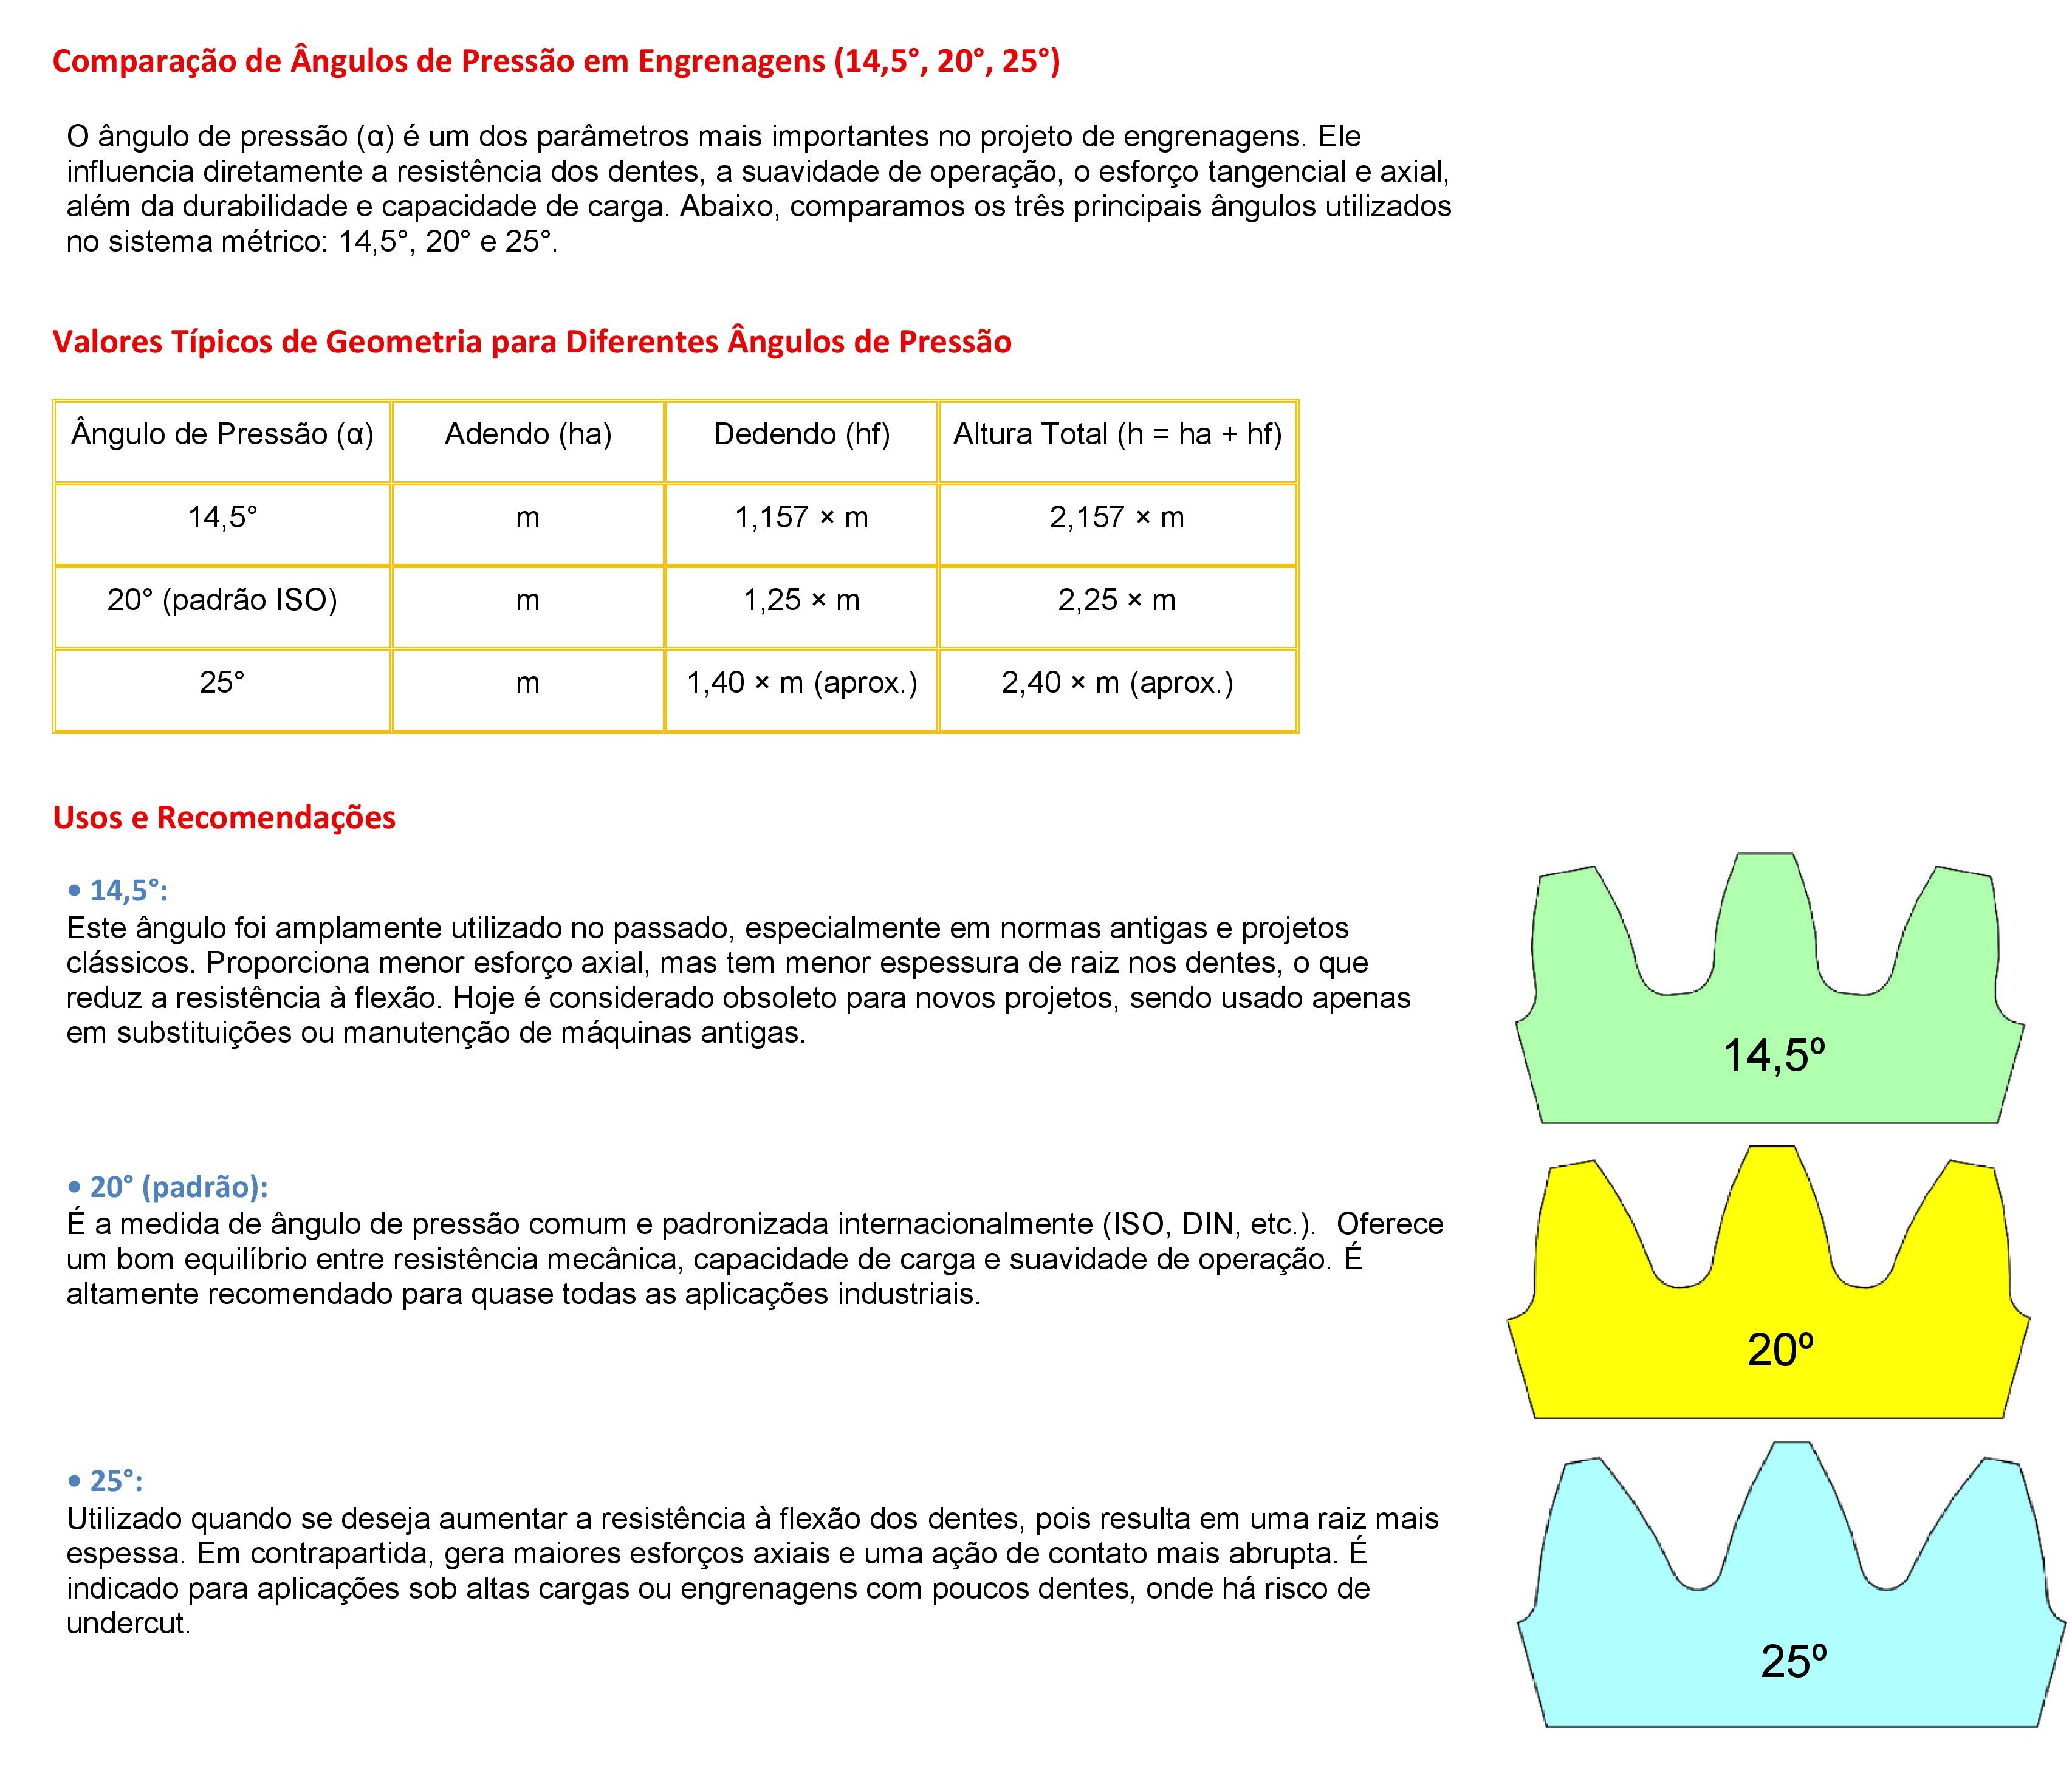 Comparação de Ângulos de Pressão em Engrenagens (14,5°, 20°, 25°)
O ângulo de pressão (α) é um dos parâmetros mais importantes no projeto de engrenagens. Ele
influencia diretamente a resistência dos dentes, a suavidade de operação, o esforço tangencial e axial,
além da durabilidade e capacidade de carga. Abaixo, comparamos os três principais ângulos utilizados
no sistema métrico: 14,5°, 20° e 25°.
Valores Típicos de Geometria para Diferentes Ângulos de Pressão
Ângulo de Pressão (α) Adendo (ha) Dedendo (hf) Altura Total (h = ha + hf)
14,5° m 1,157 × m 2,157 × m
20° (padrão ISO) m 1,25 × m 2,25 × m
25° m 1,40 × m (aprox.) 2,40 × m (aprox.)
Usos e Recomendações
• 14,5°:
Este ângulo foi amplamente utilizado no passado, especialmente em normas antigas e projetos
clássicos. Proporciona menor esforço axial, mas tem menor espessura de raiz nos dentes, o que
reduz a resistência à flexão. Hoje é considerado obsoleto para novos projetos, sendo usado apenas
em substituições ou manutenção de máquinas antigas.
14,5º
• 20° (padrão):
É a medida de ângulo de pressão comum e padronizada internacionalmente (ISO, DIN, etc.). Oferece
um bom equilíbrio entre resistência mecânica, capacidade de carga e suavidade de operação. É
altamente recomendado para quase todas as aplicações industriais.
20º
• 25°:
Utilizado quando se deseja aumentar a resistência à flexão dos dentes, pois resulta em uma raiz mais
espessa. Em contrapartida, gera maiores esforços axiais e uma ação de contato mais abrupta. É
indicado para aplicações sob altas cargas ou engrenagens com poucos dentes, onde há risco de
undercut.
25º